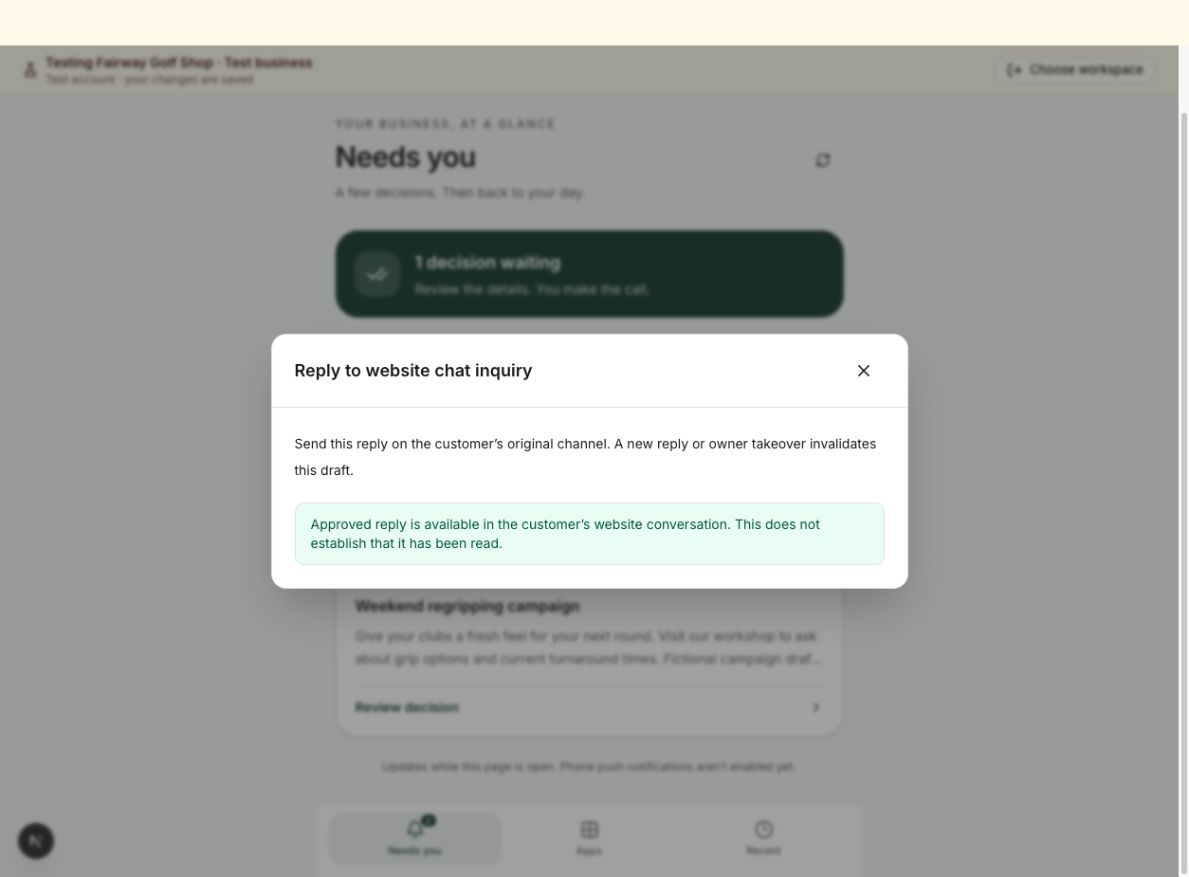 Testing Fairway Golf Shop · Test business
Test account · your changes are saved
Choose workspace
YOUR BUSINESS, AT A GLANCE
Needs you
A few decisions. Then back to your day.
1 decision waiting
Review the details. You make the call.
Reply to website chat inquiry
Send this reply on the customer’s original channel. A new reply or owner takeover invalidates
this draft.
Approved reply is available in the customer’s website conversation. This does not
establish that it has been read.
Weekend regripping campaign
Give your clubs a fresh feel for your next round. Visit our workshop to ask
about grip options and current turnaround times. Fictional campaign draf...
Review decision
Updates while this page is open. Phone push notifications aren’t enabled yet.
N
Needs you
Apps
Recent